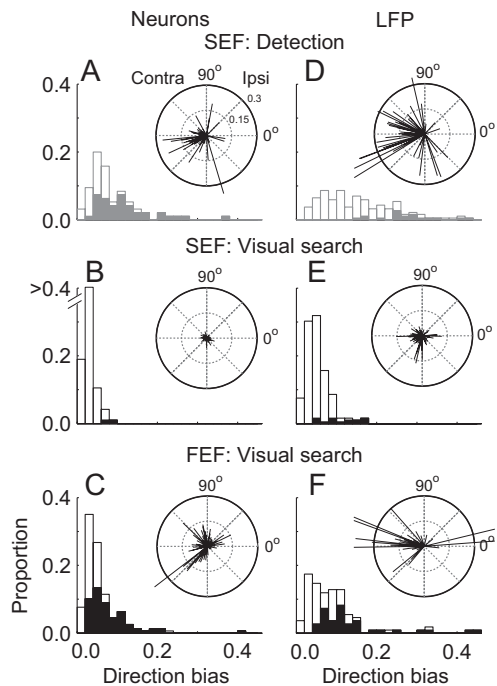 Neurons LFP
SEF: Detection
A Contra 90° Ipsi 0.3 0.15 0°
D 90° 0°
0.4
0.2
0.0
SEF: Visual search
B 90° 0°
E 90° 0°
>0.4
0.2
0.0
FEF: Visual search
C 90° 0°
F 90° 0°
0.4
0.2
0.0
Proportion
0.0 0.2 0.4 0.0 0.2 0.4
Direction bias Direction bias